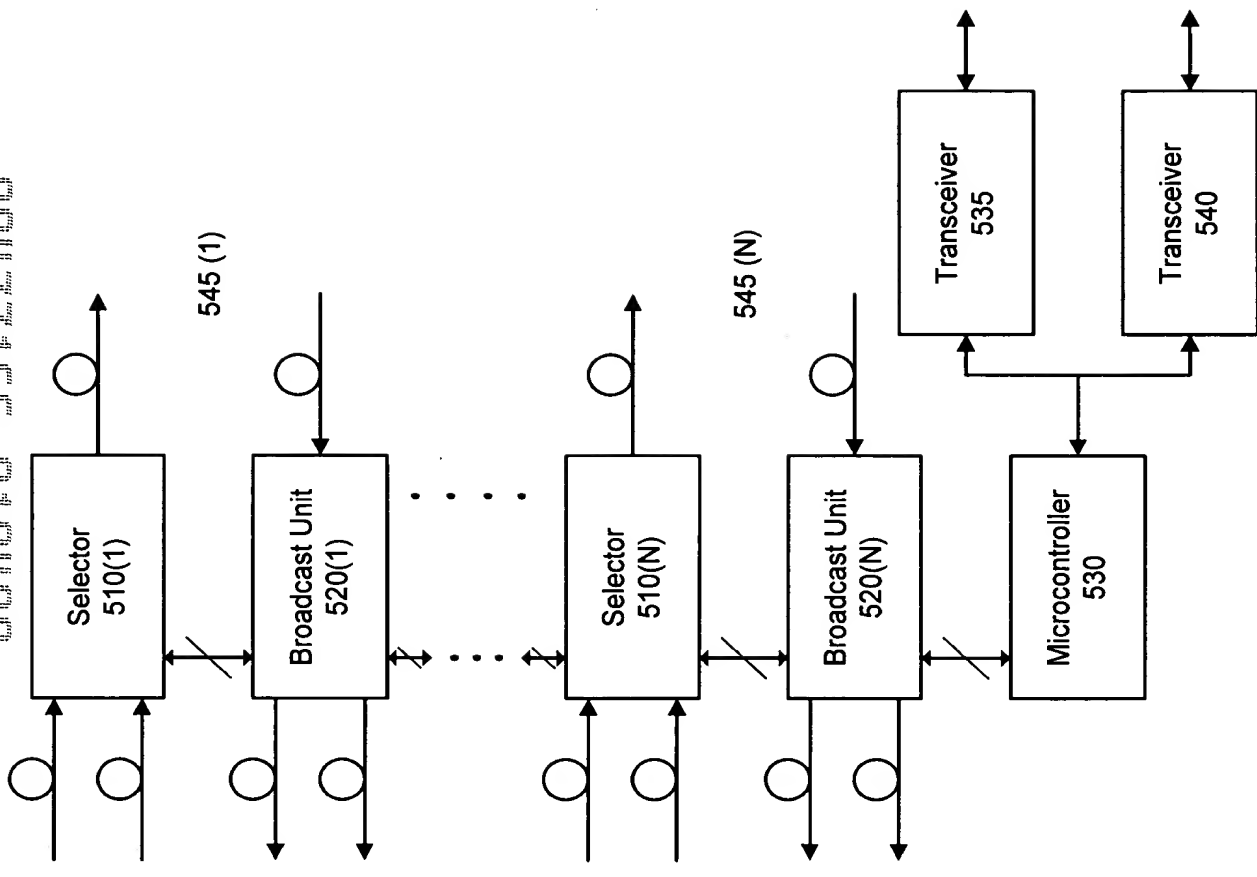 Selector
510(1)
545 (1)
Broadcast Unit
520(1)
Selector
510(N)
545 (N)
Broadcast Unit
520(N)
Transceiver
535
Microcontroller
530
Transceiver
540